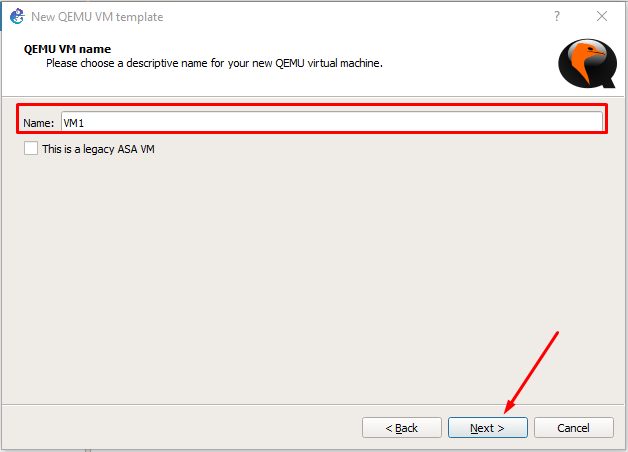 New QEMU VM template
?
QEMU VM name
Please choose a descriptive name for your new QEMU virtual machine.
Name: VM1
This is a legacy ASA VM
< Back Next > Cancel